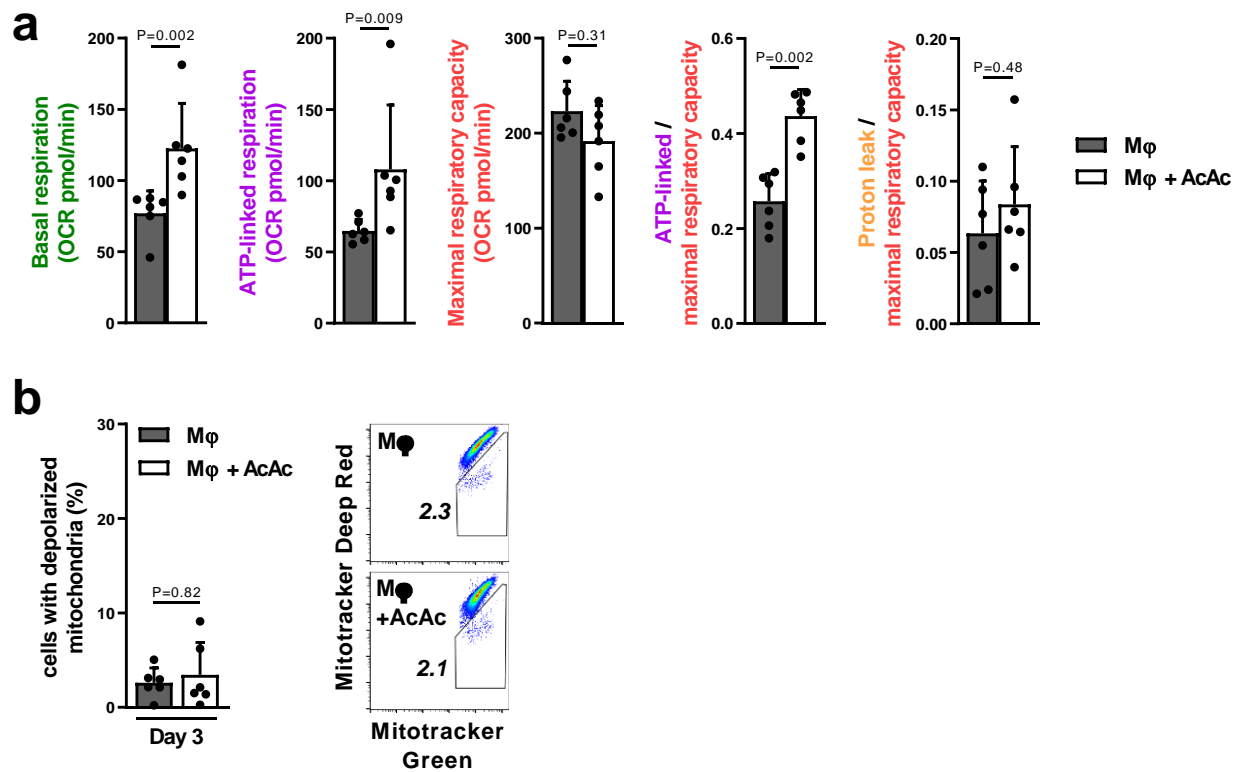 a
Basal respiration
(OCR pmol/min)
200
150
100
50
0
P=0.002
ATP-linked respiration
(OCR pmol/min)
200
150
100
50
0
P=0.009
Maximal respiratory capacity
(OCR pmol/min)
300
200
100
0
P=0.31
ATP-linked /
maximal respiratory capacity
0.6
0.4
0.2
0.0
P=0.002
Proton leak /
maximal respiratory capacity
0.20
0.15
0.10
0.05
0.00
P=0.48
Mφ
Mφ + AcAc
b
cells with depolarized
mitochondria (%)
30
20
10
0
Mφ
Mφ + AcAc
P=0.82
Day 3
Mitotracker Deep Red
M
2.3
M
+AcAc
2.1
Mitotracker
Green